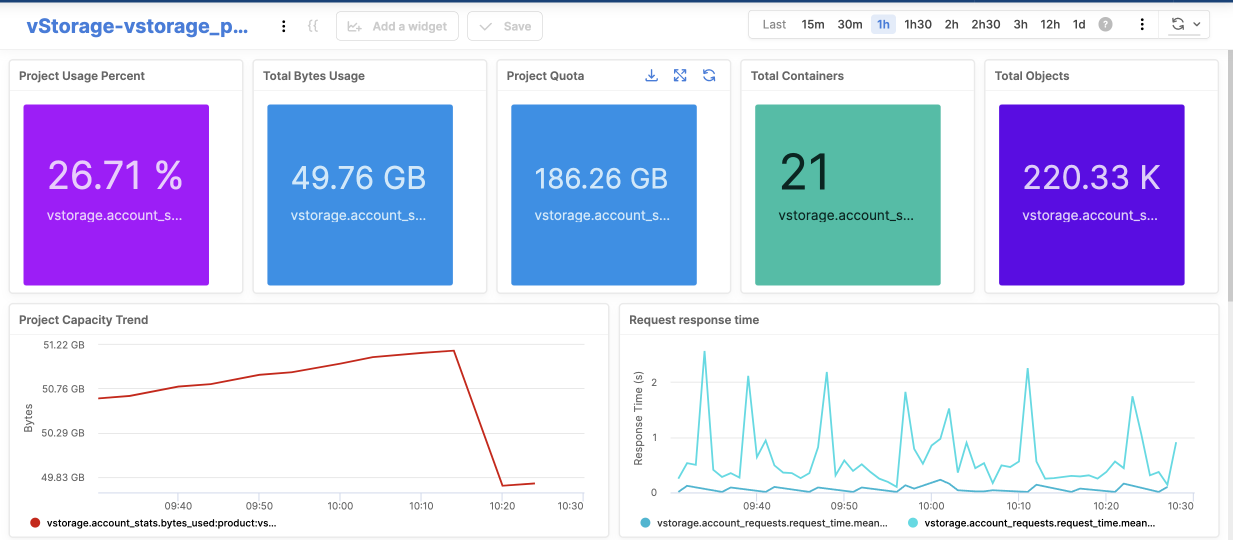 vStorage-vstorage_p...
Add a widget
Save
Last 15m 30m 1h 1h30 2h 2h30 3h 12h 1d ?
Project Usage Percent
26.71 %
vstorage.account_s...
Total Bytes Usage
49.76 GB
vstorage.account_s...
Project Quota
186.26 GB
vstorage.account_s...
Total Containers
21
vstorage.account_s...
Total Objects
220.33 K
vstorage.account_s...
Project Capacity Trend
51.22 GB
50.76 GB
50.29 GB
49.83 GB
Bytes
09:40 09:50 10:00 10:10 10:20 10:30
vstorage.account_stats.bytes_used:product:vs...
Request response time
2
1
0
Response Time (s)
09:40 09:50 10:00 10:10 10:20 10:30
vstorage.account_requests.request_time.mean...
vstorage.account_requests.request_time.mean...